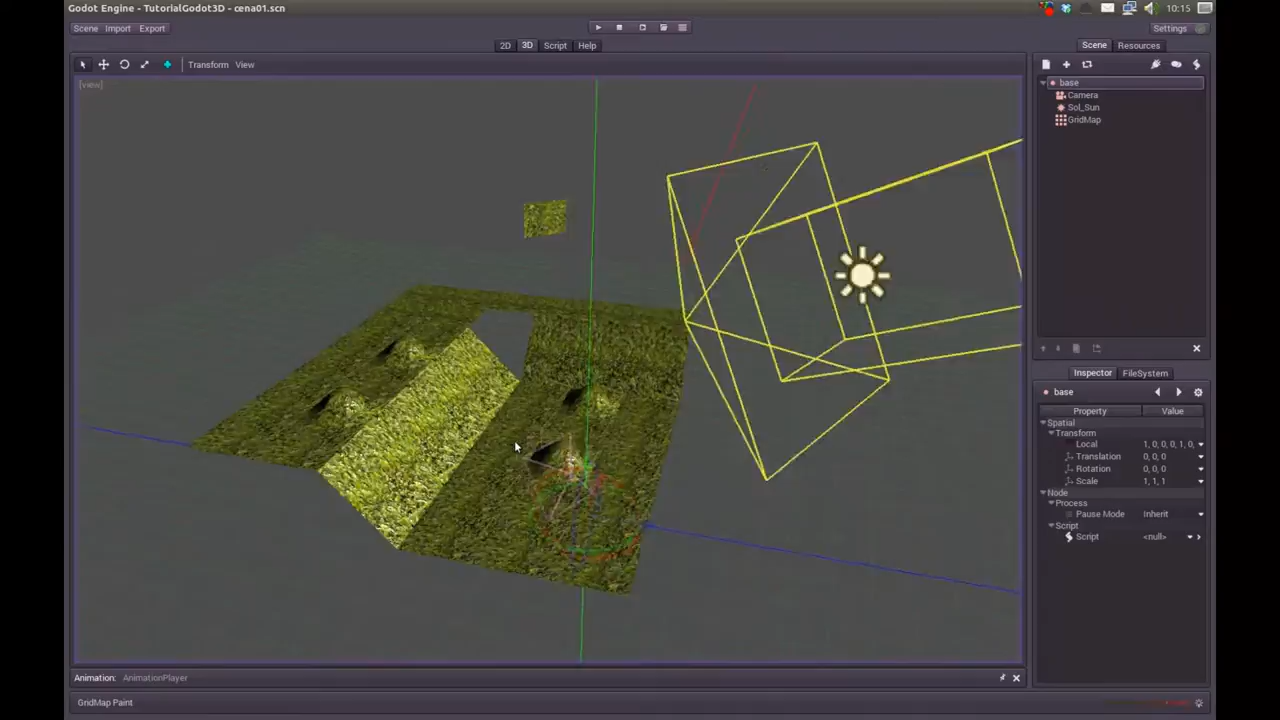 Godot Engine - TutorialGodot3D - cena01.scn
10:15
Scene Import Export
Settings
2D 3D Script Help
Scene Resources
Transform View
[view]
base
Camera
Sol_Sun
GridMap
Inspector FileSystem
base
Property Value
Spatial
Transform
Local 1, 0, 0, 0, 1, 0,
Translation 0, 0, 0
Rotation 0, 0, 0
Scale 1, 1, 1
Node
Process
Pause Mode Inherit
Script
Script <null>
Animation: AnimationPlayer
GridMap Paint